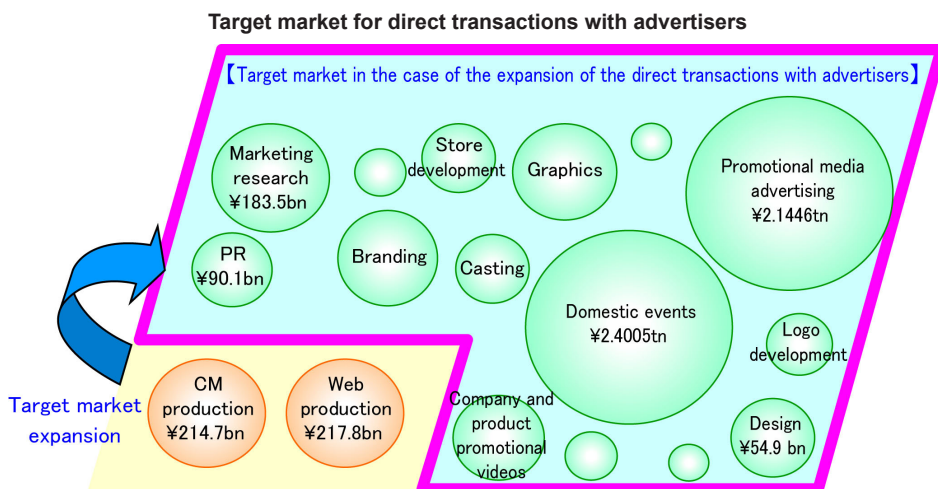 Target market for direct transactions with advertisers
【Target market in the case of the expansion of the direct transactions with advertisers】
Marketing
research
¥183.5bn
Store
development
Graphics
Promotional media
advertising
¥2.1446tn
PR
¥90.1bn
Branding
Casting
Domestic events
¥2.4005tn
Logo
development
Target market
expansion
CM
production
¥214.7bn
Web
production
¥217.8bn
Company and
product
promotional
videos
Design
¥54.9 bn